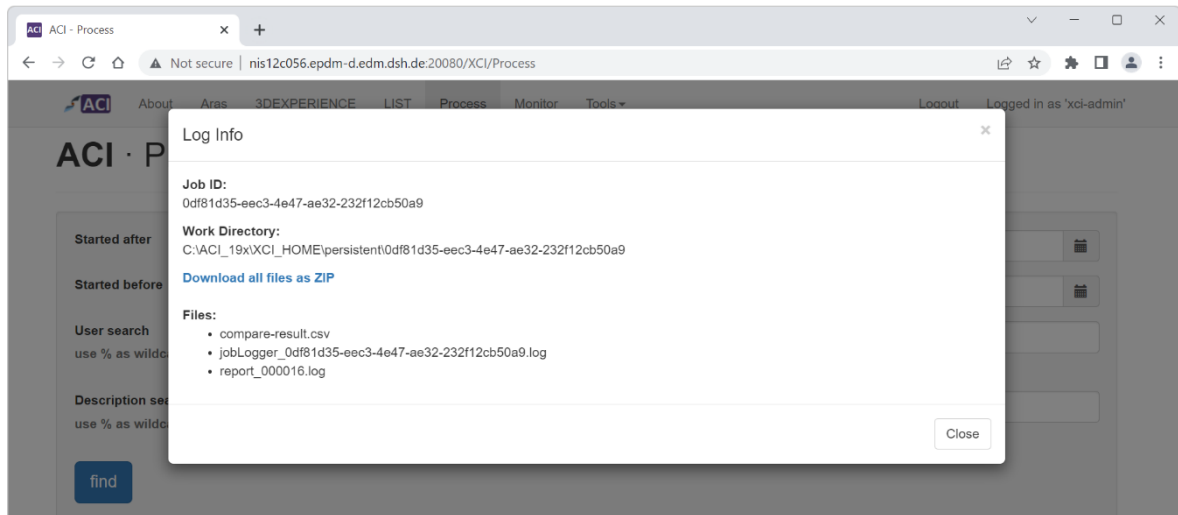 ACI ACI - Process
Not secure | nis12c056.epdm-d.edm.dsh.de:20080/XCI/Process
ACI About Aras 3DEXPERIENCE LIST Process Monitor Tools Logout Logged in as 'xci-admin'
ACI · P
Log Info
Job ID:
0df81d35-eec3-4e47-ae32-232f12cb50a9
Work Directory:
C:\ACI_19x\XCI_HOME\persistent\0df81d35-eec3-4e47-ae32-232f12cb50a9
Download all files as ZIP
Files:
• compare-result.csv
• jobLogger_0df81d35-eec3-4e47-ae32-232f12cb50a9.log
• report_000016.log
Close
Started after
Started before
User search
use % as wildc
Description sea
use % as wildc
find